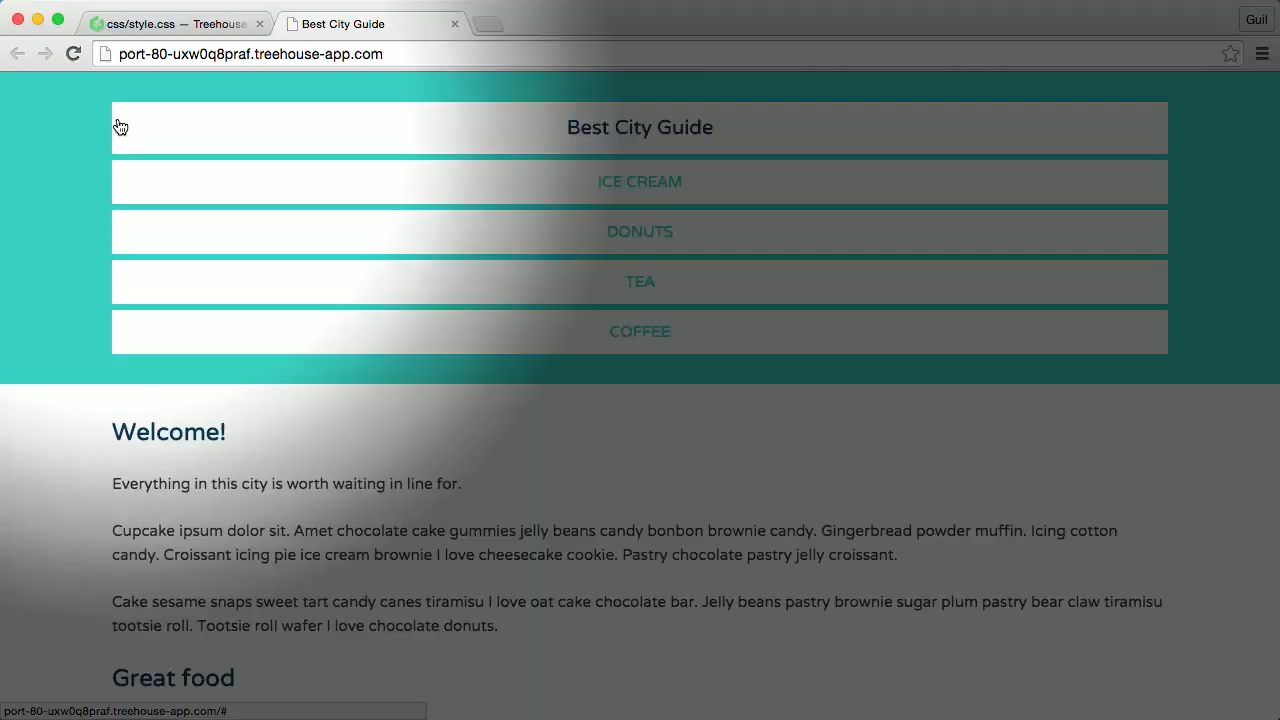 css/style.css — Treehouse
Best City Guide
Guil
port-80-uxw0q8praf.treehouse-app.com
Best City Guide
ICE CREAM
DONUTS
TEA
COFFEE
Welcome!
Everything in this city is worth waiting in line for.
Cupcake ipsum dolor sit. Amet chocolate cake gummies jelly beans candy bonbon brownie candy. Gingerbread powder muffin. Icing cotton
candy. Croissant icing pie ice cream brownie I love cheesecake cookie. Pastry chocolate pastry jelly croissant.
Cake sesame snaps sweet tart candy canes tiramisu I love oat cake chocolate bar. Jelly beans pastry brownie sugar plum pastry bear claw tiramisu
tootsie roll. Tootsie roll wafer I love chocolate donuts.
Great food
port-80-uxw0q8praf.treehouse-app.com/#